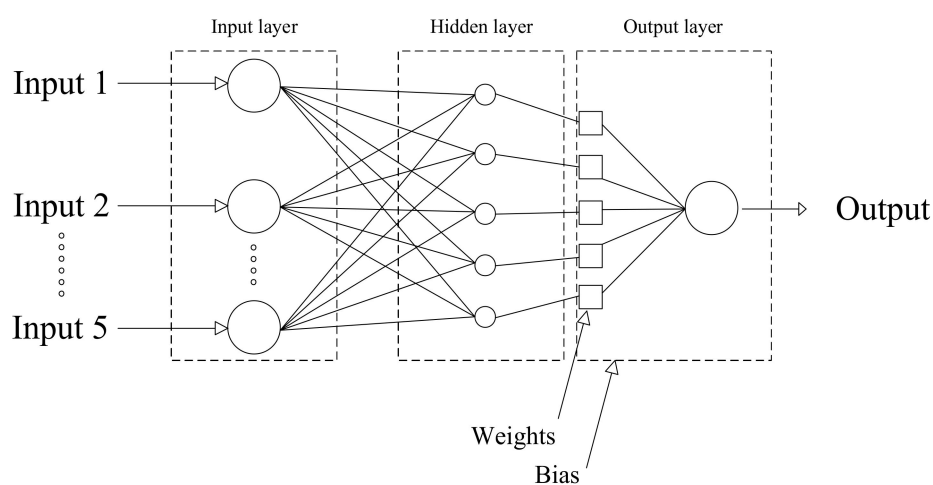 Input layer
Hidden layer
Output layer
Input 1
Input 2
Input 5
Output
Weights
Bias